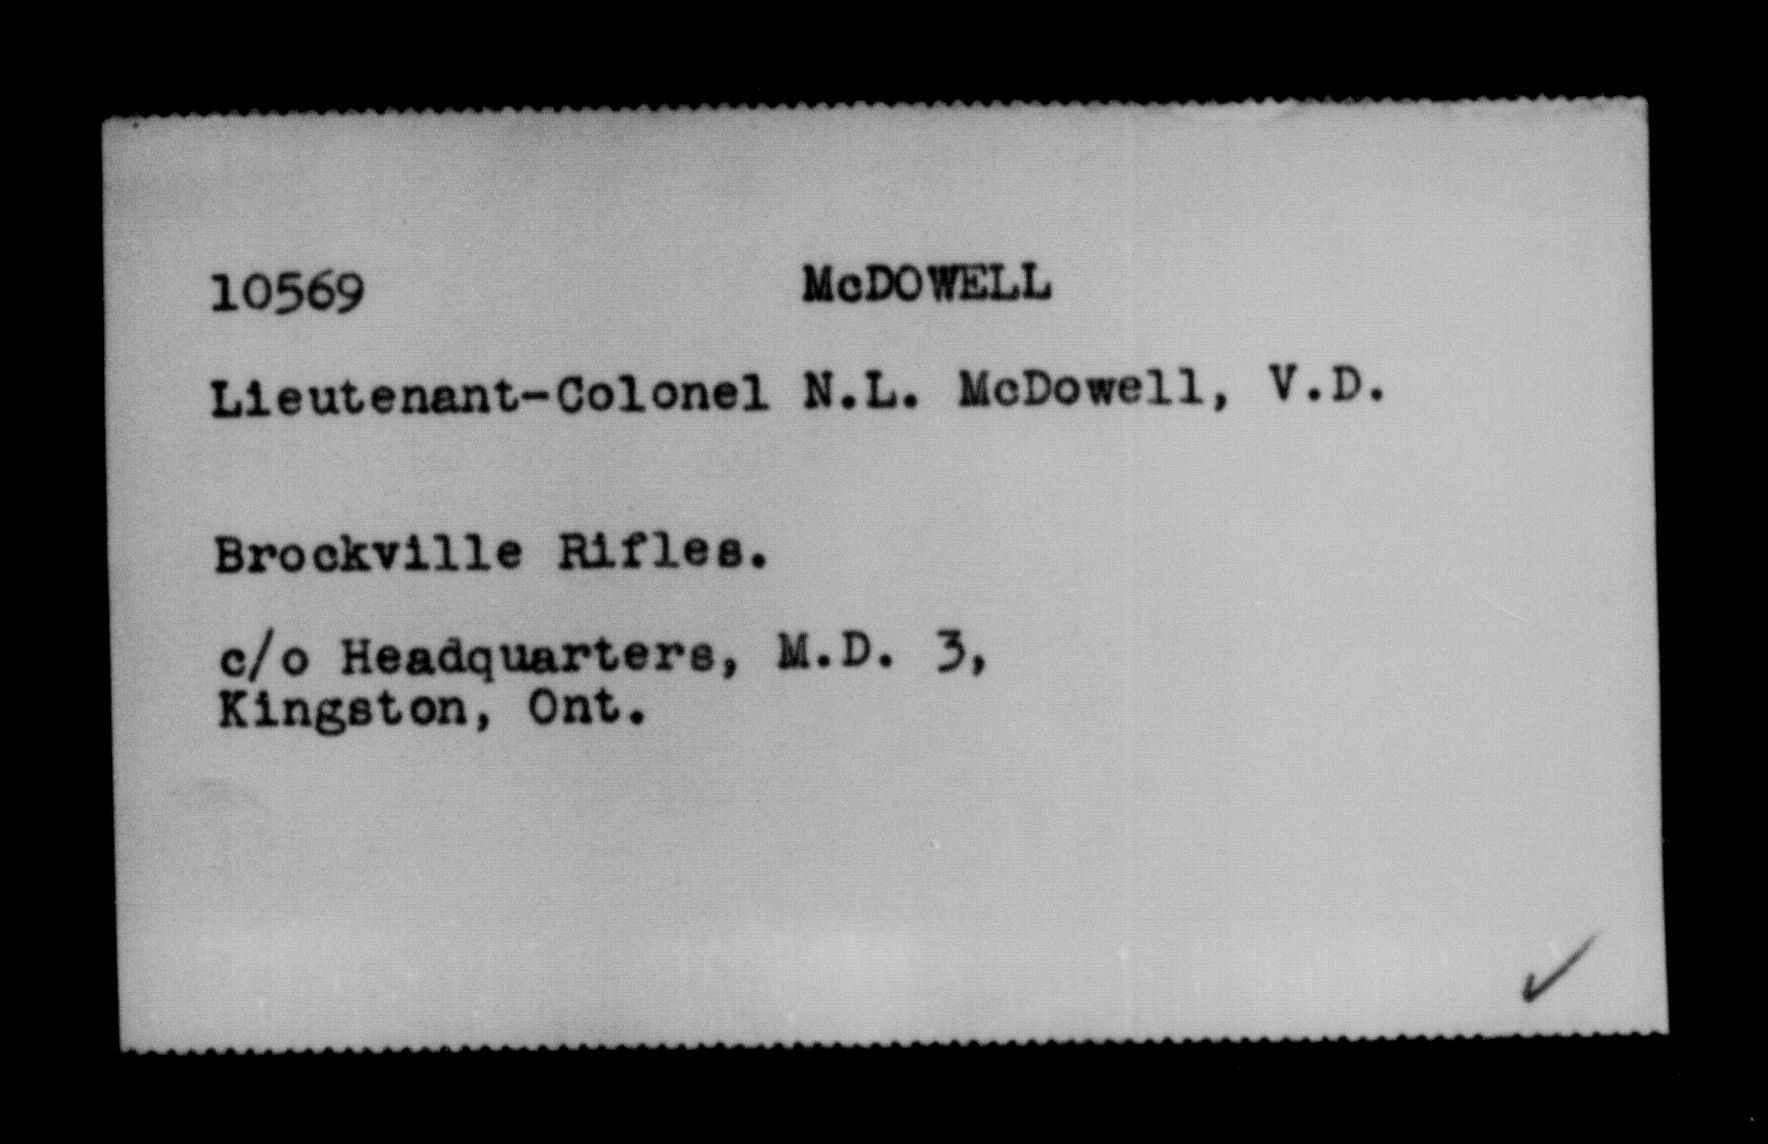 10569 McDOWELL
Lieutenant-Colonel N.L. McDowell, V.D.
Brockville Rifles.
c/o Headquarters, M.D. 3,
Kingston, Ont.